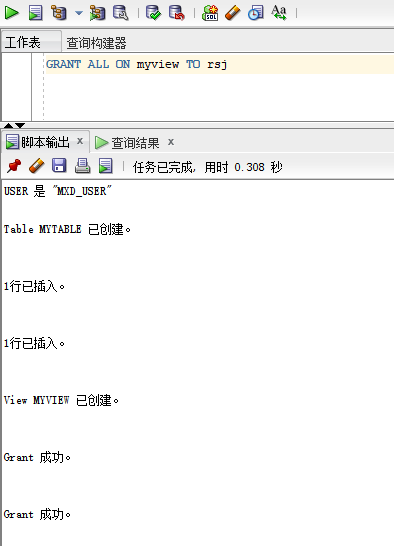 SQL
Aa
工作表
查询构建器
GRANT ALL ON myview TO rsj
脚本输出 x
查询结果 x
任务已完成, 用时 0.308 秒
USER 是 "MXD_USER"
Table MYTABLE 已创建。
1行已插入。
1行已插入。
View MYVIEW 已创建。
Grant 成功。
Grant 成功。